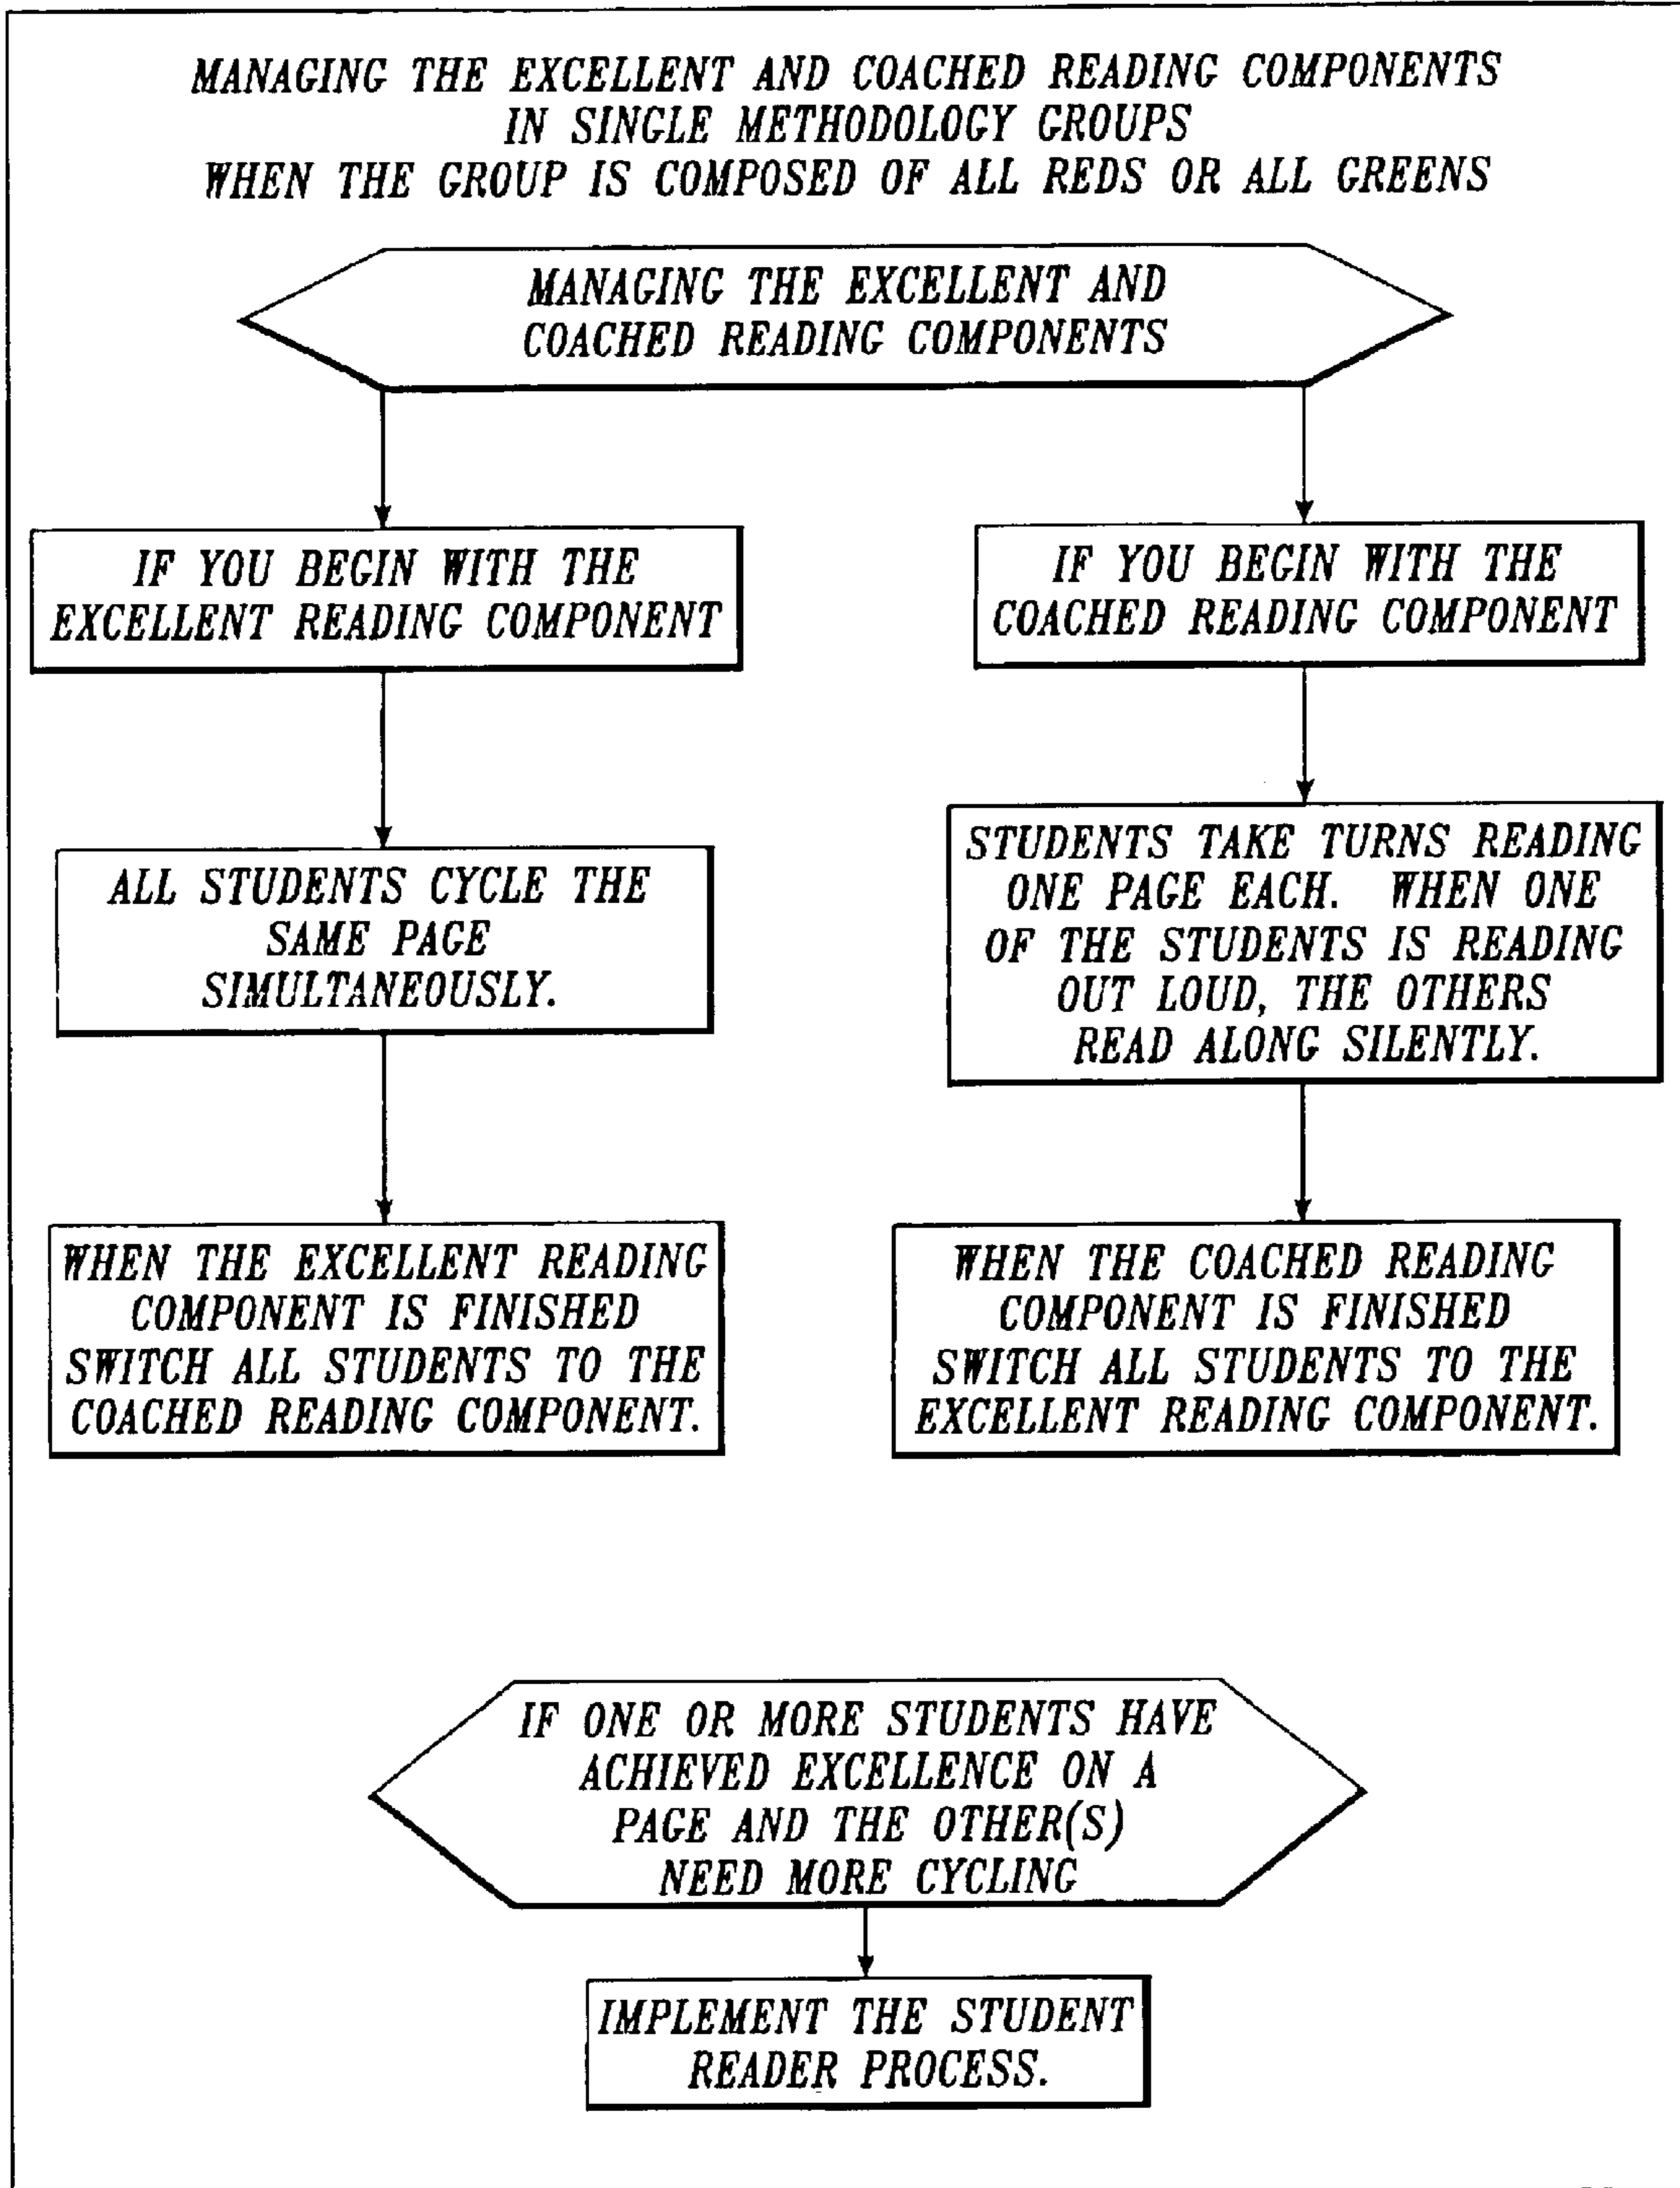 MANAGING THE EXCELLENT AND COACHED READING COMPONENTS
IN SINGLE METHODOLOGY GROUPS
WHEN THE GROUP IS COMPOSED OF ALL REDS OR ALL GREENS
MANAGING THE EXCELLENT AND
COACHED READING COMPONENTS
IF YOU BEGIN WITH THE
EXCELLENT READING COMPONENT
ALL STUDENTS CYCLE THE
SAME PAGE
SIMULTANEOUSLY.
WHEN THE EXCELLENT READING
COMPONENT IS FINISHED
SWITCH ALL STUDENTS TO THE
COACHED READING COMPONENT.
IF YOU BEGIN WITH THE
COACHED READING COMPONENT
STUDENTS TAKE TURNS READING
ONE PAGE EACH. WHEN ONE
OF THE STUDENTS IS READING
OUT LOUD, THE OTHERS
READ ALONG SILENTLY.
WHEN THE COACHED READING
COMPONENT IS FINISHED
SWITCH ALL STUDENTS TO THE
EXCELLENT READING COMPONENT.
IF ONE OR MORE STUDENTS HAVE
ACHIEVED EXCELLENCE ON A
PAGE AND THE OTHER(S)
NEED MORE CYCLING
IMPLEMENT THE STUDENT
READER PROCESS.